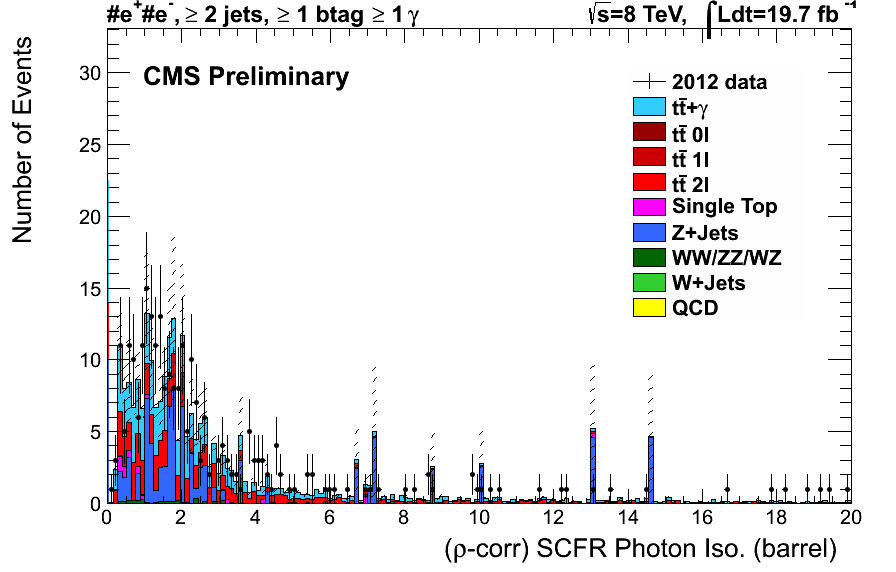 #e+#e-, ≥ 2 jets, ≥ 1 btag ≥ 1 γ
√s=8 TeV, ∫Ldt=19.7 fb-1
CMS Preliminary
2012 data
tt̄+γ
tt̄ 0l
tt̄ 1l
tt̄ 2l
Single Top
Z+Jets
WW/ZZ/WZ
W+Jets
QCD
Number of Events
30
25
20
15
10
5
0
0 2 4 6 8 10 12 14 16 18 20
(ρ-corr) SCFR Photon Iso. (barrel)